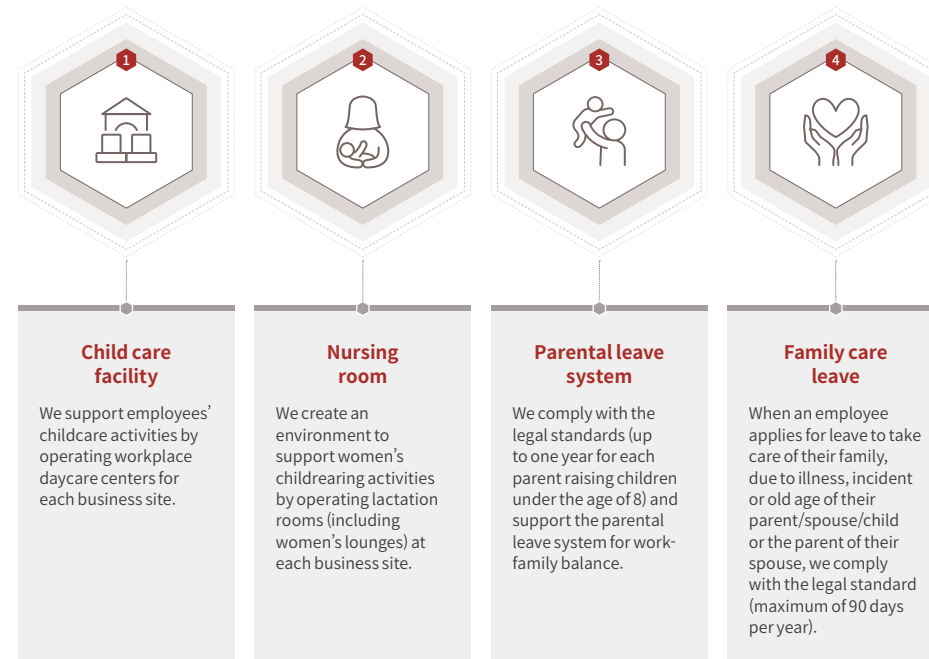 1
2
3
4
Child care
facility
We support employees’
childcare activities by
operating workplace
daycare centers for
each business site.
Nursing
room
We create an
environment to
support women’s
childrearing activities
by operating lactation
rooms (including
women’s lounges) at
each business site.
Parental leave
system
We comply with the
legal standards (up
to one year for each
parent raising children
under the age of 8) and
support the parental
leave system for work-
family balance.
Family care
leave
When an employee
applies for leave to take
care of their family,
due to illness, incident
or old age of their
parent/spouse/child
or the parent of their
spouse, we comply
with the legal standard
(maximum of 90 days
per year).